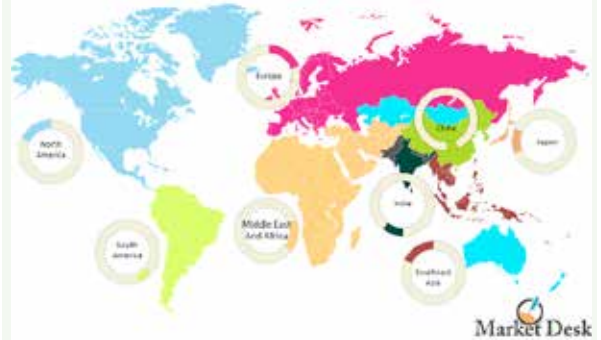 Europe
China
North
America
Japan
India
Middle East
And Africa
South
America
Southeast
Asia
Market Desk